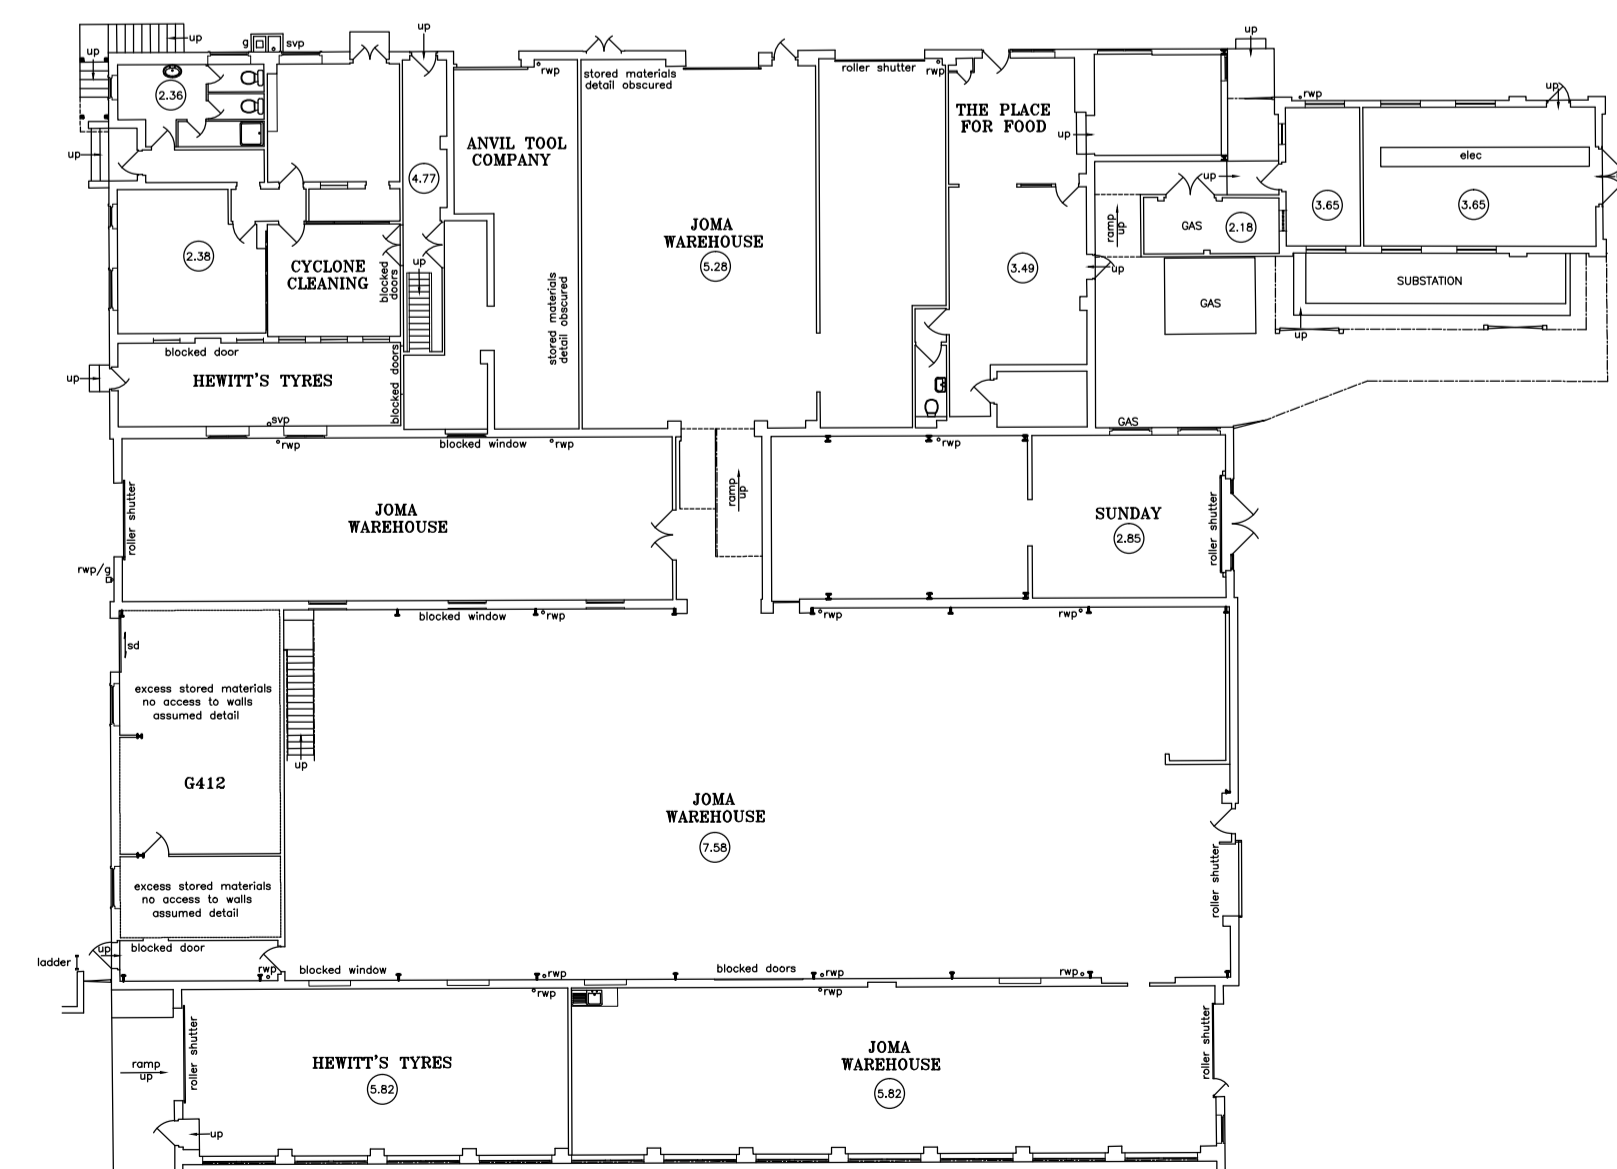 up
up
g
svp
up
up
up
2.36
rwp
stored materials
detail obscured
roller shutter
rwp
THE PLACE
FOR FOOD
up
rwp
up
ANVIL TOOL
COMPANY
elec
up
4.77
up
GAS
2.18
3.65
3.65
ramp
up
JOMA
WAREHOUSE
5.28
2.38
CYCLONE
CLEANING
blocked
doors
up
3.49
up
GAS
SUBSTATION
up
stored materials
detail obscured
blocked door
HEWITT'S TYRES
up
blocked doors
svp
rwp
blocked window
rwp
rwp
GAS
roller shutter
JOMA
WAREHOUSE
ramp
up
SUNDAY
2.85
roller shutter
rwp/g
blocked window
rwp
rwp
rwp
sd
excess stored materials
no access to walls
assumed detail
up
G412
JOMA
WAREHOUSE
7.58
roller shutter
excess stored materials
no access to walls
assumed detail
up
blocked door
ladder
rwp
blocked window
rwp
blocked doors
rwp
rwp
rwp
rwp
roller shutter
ramp
up
HEWITT'S TYRES
5.82
JOMA
WAREHOUSE
5.82
roller shutter
up